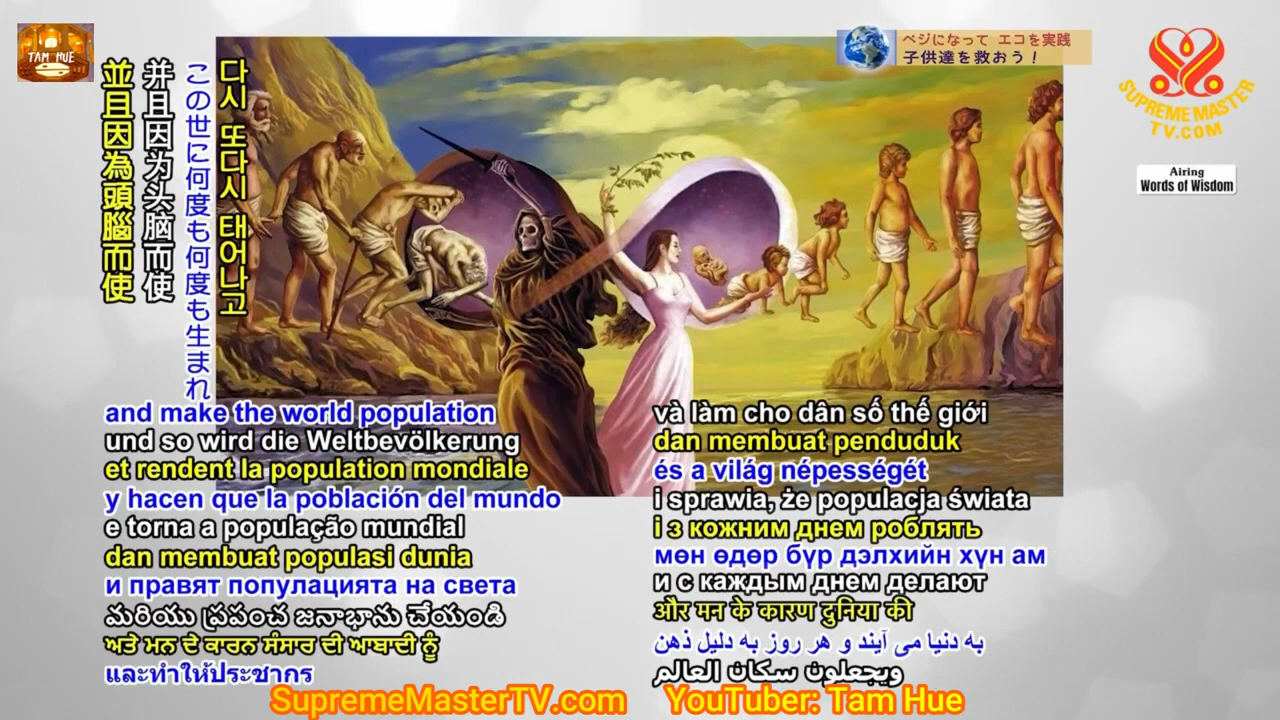 TAM HUE
ベジになって エコを実践
子供達を救おう！
SUPREME MASTER
TV.COM
Airing
Words of Wisdom
다시 또다시 태어나고
この世に何度も何度も生まれ
并且因为头脑而使
並且因為頭腦而使
and make the world population
und so wird die Weltbevölkerung
et rendent la population mondiale
y hacen que la población del mundo
e torna a população mundial
dan membuat populasi dunia
и правят популацията на света
మరియు ప్రపంచ జనాభాను చేయండి
ਅਤੇ ਮਨ ਦੇ ਕਾਰਨ ਸੰਸਾਰ ਦੀ ਆਬਾਦੀ ਨੂੰ
และทำให้ประชากร
và làm cho dân số thế giới
dan membuat penduduk
és a világ népességét
i sprawia, że populacja świata
і з кожним днем роблять
мөн өдөр бүр дэлхийн хүн ам
и с каждым днем делают
और मन के कारण दुनिया की
به دنیا می آیند و هر روز به دلیل ذهن
ويجعلون سكان العالم
SupremeMasterTV.com
YouTuber: Tam Hue